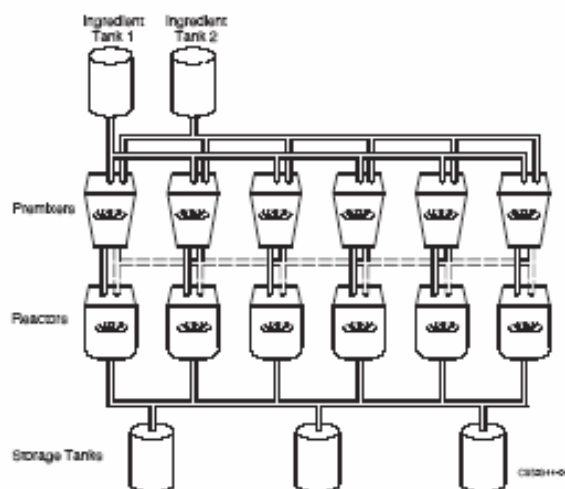 Ingredient Tank 1
Ingredient Tank 2
Premixers
Reactors
Storage Tanks